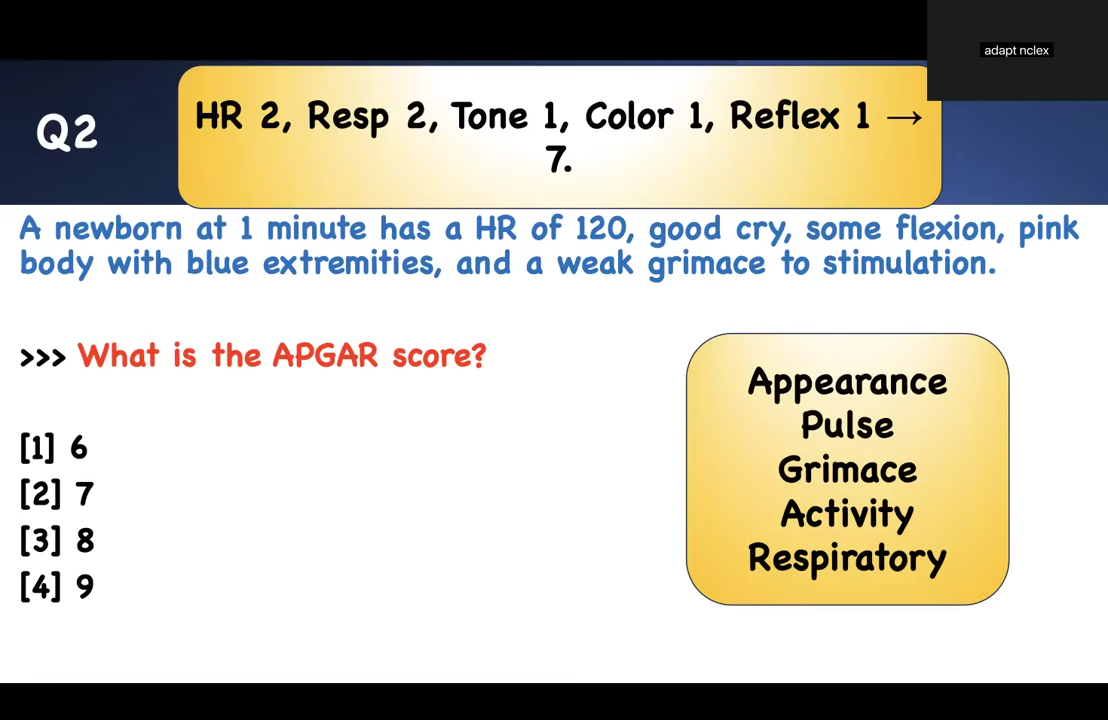 adapt nclex
Q2
HR 2, Resp 2, Tone 1, Color 1, Reflex 1 →
7.
A newborn at 1 minute has a HR of 120, good cry, some flexion, pink
body with blue extremities, and a weak grimace to stimulation.
>>> What is the APGAR score?
[1] 6
[2] 7
[3] 8
[4] 9
Appearance
Pulse
Grimace
Activity
Respiratory